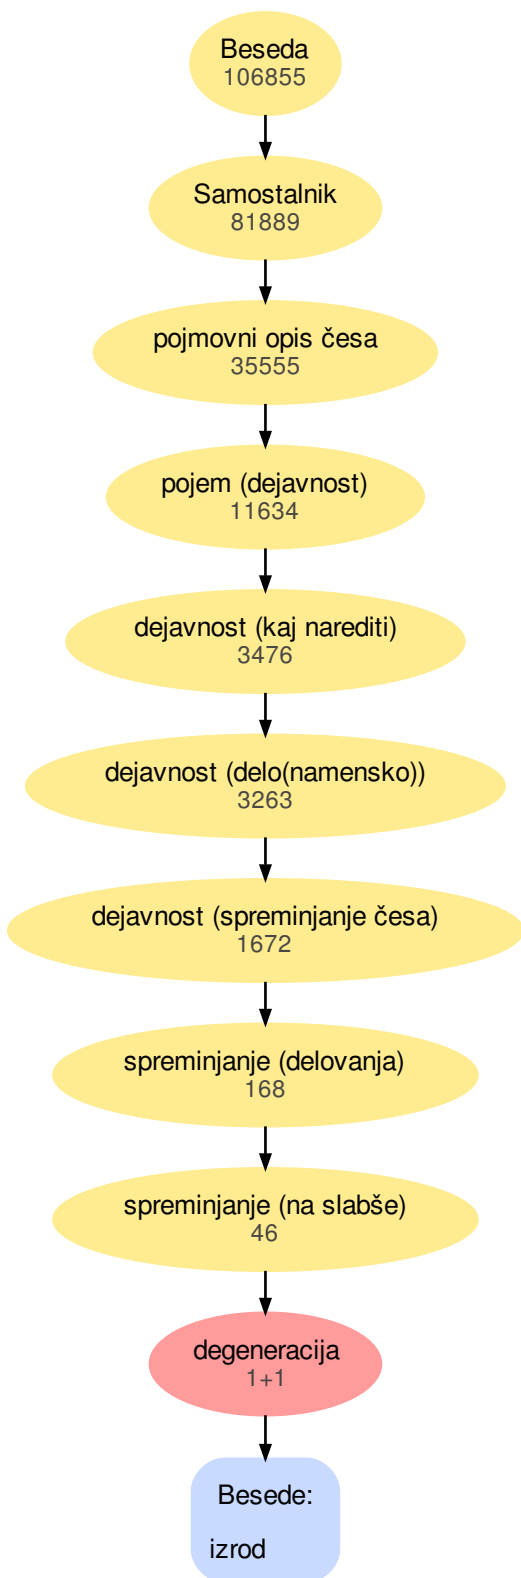 Beseda
106855
Samostalnik
81889
pojmovni opis česa
35555
pojem (dejavnost)
11634
dejavnost (kaj narediti)
3476
dejavnost (delo(namensko))
3263
dejavnost (spreminjanje česa)
1672
spreminjanje (delovanja)
168
spreminjanje (na slabše)
46
degeneracija
1+1
Besede:
izrod